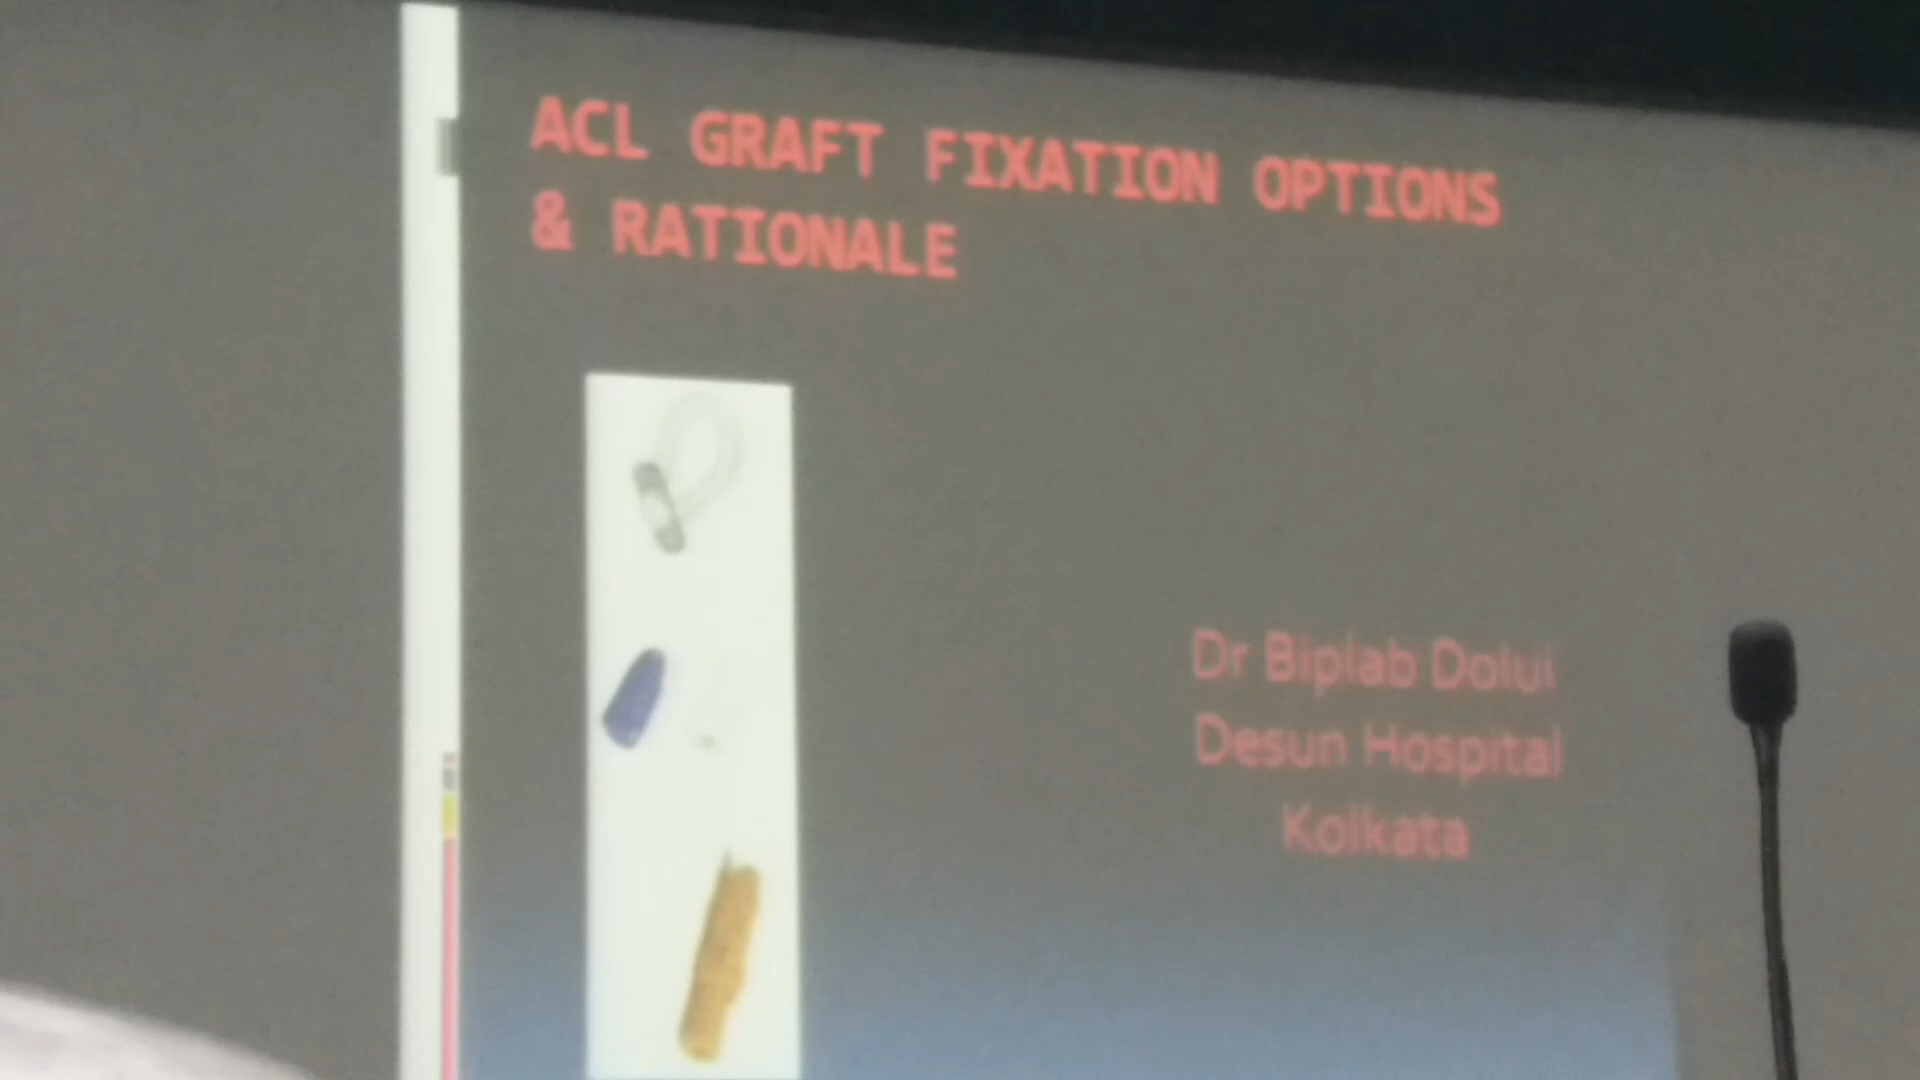 ACL GRAFT FIXATION OPTIONS
& RATIONALE
Dr Biplab Dolui
Desun Hospital
Kolkata